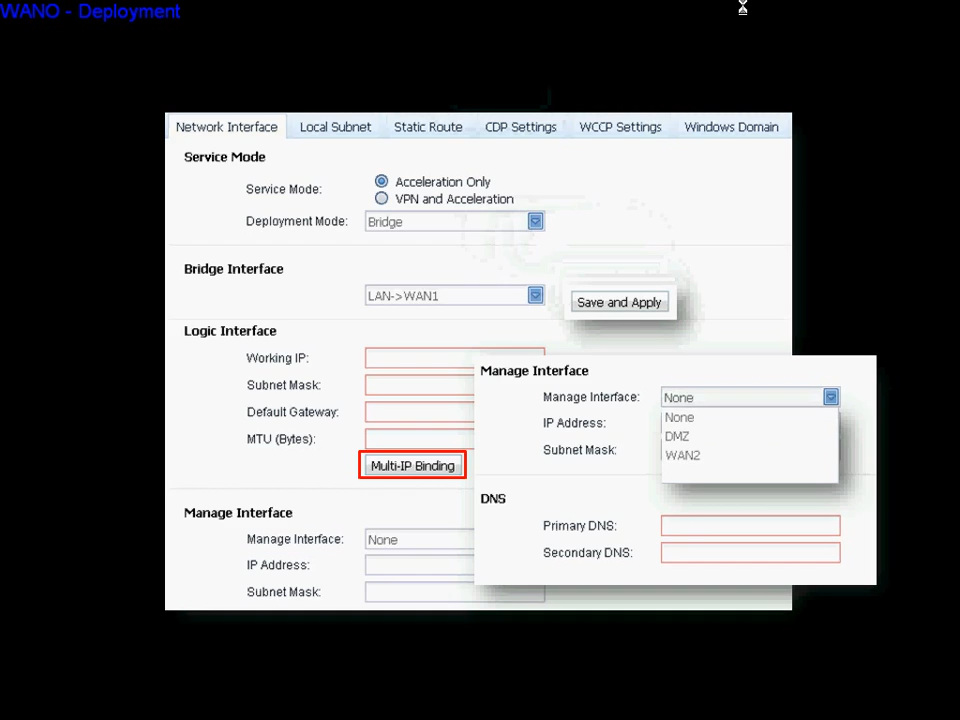 WANO - Deployment
Network Interface Local Subnet Static Route CDP Settings WCCP Settings Windows Domain
Service Mode
Service Mode: Acceleration Only
VPN and Acceleration
Deployment Mode: Bridge
Bridge Interface
LAN->WAN1
Save and Apply
Logic Interface
Working IP:
Subnet Mask:
Default Gateway:
MTU (Bytes):
Multi-IP Binding
Manage Interface
Manage Interface: None
IP Address:
Subnet Mask:
Manage Interface
Manage Interface: None
None
IP Address:
DMZ
Subnet Mask:
WAN2
DNS
Primary DNS:
Secondary DNS: